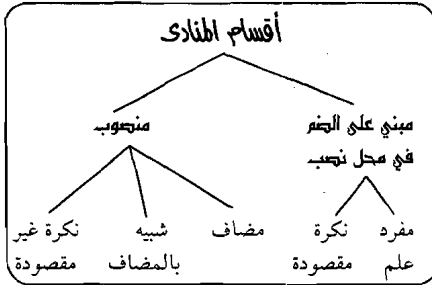 أقسام المنادى
مبني على الضم
في محل نصب
منصوب
مفرد
علم
نكرة
مقصودة
مضاف
شبيه
بالمضاف
نكرة غير
مقصودة